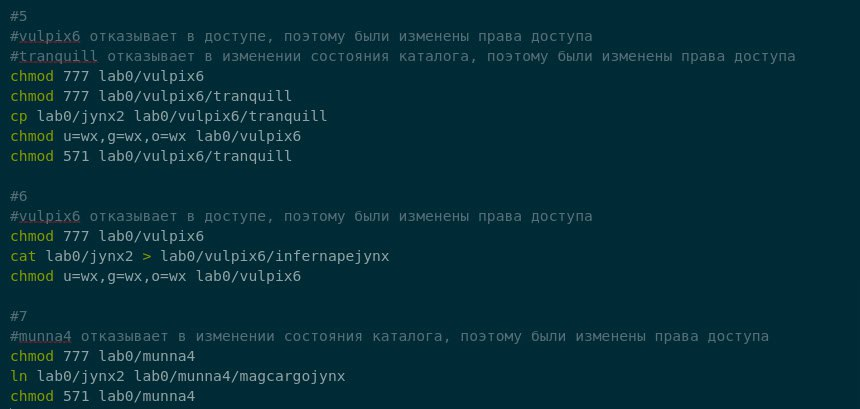 #5
#vulpix6 отказывает в доступе, поэтому были изменены права доступа
#tranquill отказывает в изменении состояния каталога, поэтому были изменены права доступа
chmod 777 lab0/vulpix6
chmod 777 lab0/vulpix6/tranquill
cp lab0/jynx2 lab0/vulpix6/tranquill
chmod u=wx,g=wx,o=wx lab0/vulpix6
chmod 571 lab0/vulpix6/tranquill
#6
#vulpix6 отказывает в доступе, поэтому были изменены права доступа
chmod 777 lab0/vulpix6
cat lab0/jynx2 > lab0/vulpix6/infernapejynx
chmod u=wx,g=wx,o=wx lab0/vulpix6
#7
#munna4 отказывает в изменении состояния каталога, поэтому были изменены права доступа
chmod 777 lab0/munna4
ln lab0/jynx2 lab0/munna4/magcargojynx
chmod 571 lab0/munna4